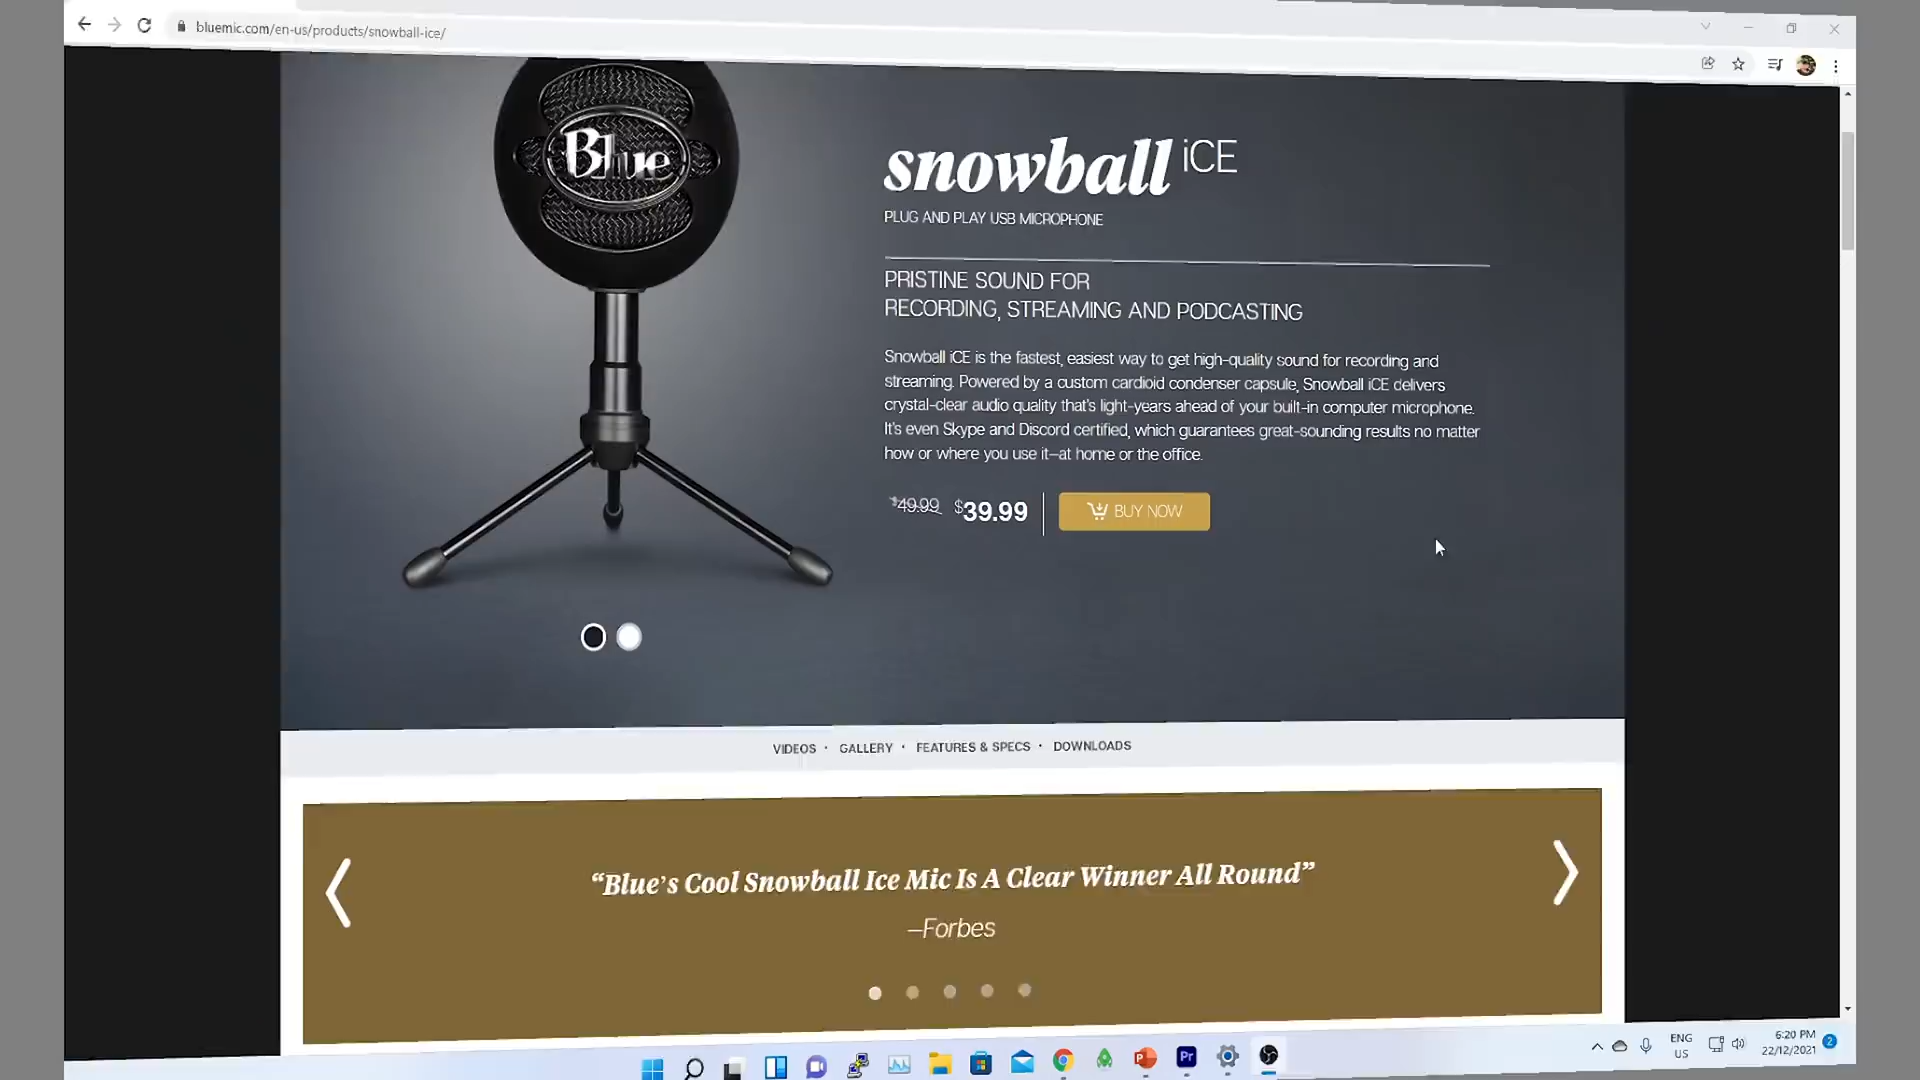 bluemic.com/en-us/products/snowball-ice/
Blue
snowball iCE
PLUG AND PLAY USB MICROPHONE
PRISTINE SOUND FOR
RECORDING, STREAMING AND PODCASTING
Snowball iCE is the fastest, easiest way to get high-quality sound for recording and
streaming. Powered by a custom cardioid condenser capsule, Snowball iCE delivers
crystal-clear audio quality that's light-years ahead of your built-in computer microphone.
It's even Skype and Discord certified, which guarantees great-sounding results no matter
how or where you use it—at home or the office.
$49.99 $39.99 BUY NOW
VIDEOS · GALLERY · FEATURES & SPECS · DOWNLOADS
“Blue's Cool Snowball Ice Mic Is A Clear Winner All Round”
—Forbes
P
Pr
ENG
US
6:20 PM
22/12/2021
2